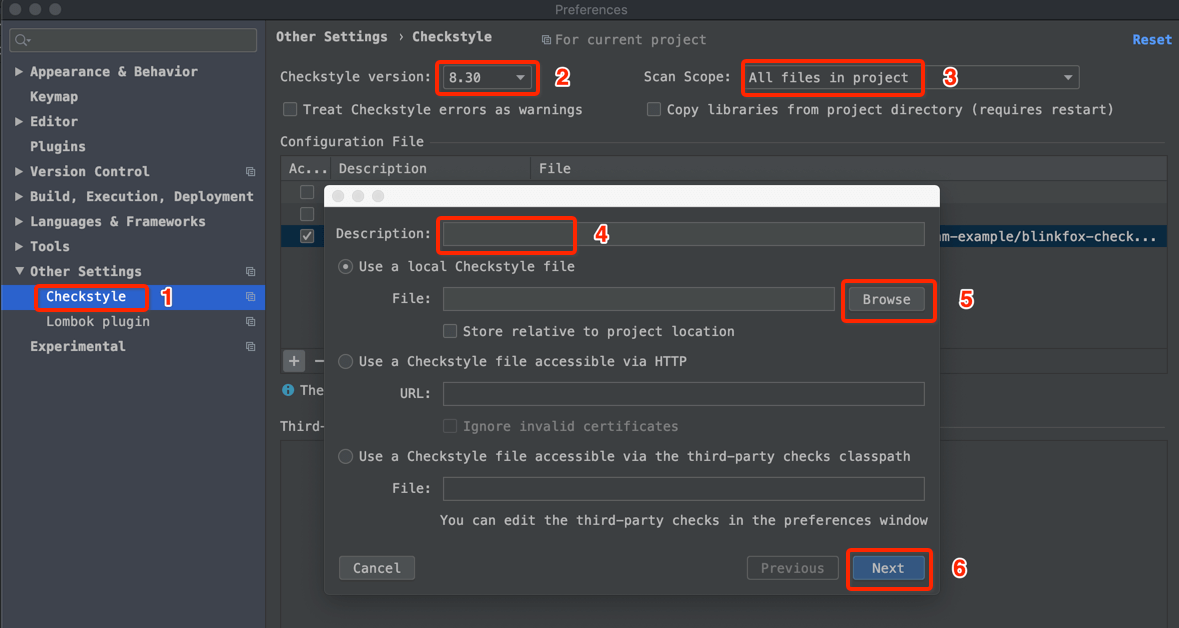 Preferences
Other Settings › Checkstyle
For current project
Reset
Appearance & Behavior
Keymap
Editor
Plugins
Version Control
Build, Execution, Deployment
Languages & Frameworks
Tools
Other Settings
Checkstyle 1
Lombok plugin
Experimental
Checkstyle version: 8.30 2
Scan Scope: All files in project 3
Treat Checkstyle errors as warnings
Copy libraries from project directory (requires restart)
Configuration File
Ac... Description File
m-example/blinkfox-check...
+ −
The
Third-
Description: 4
Use a local Checkstyle file
File: Browse 5
Store relative to project location
Use a Checkstyle file accessible via HTTP
URL:
Ignore invalid certificates
Use a Checkstyle file accessible via the third-party checks classpath
File:
You can edit the third-party checks in the preferences window
Cancel Previous Next 6